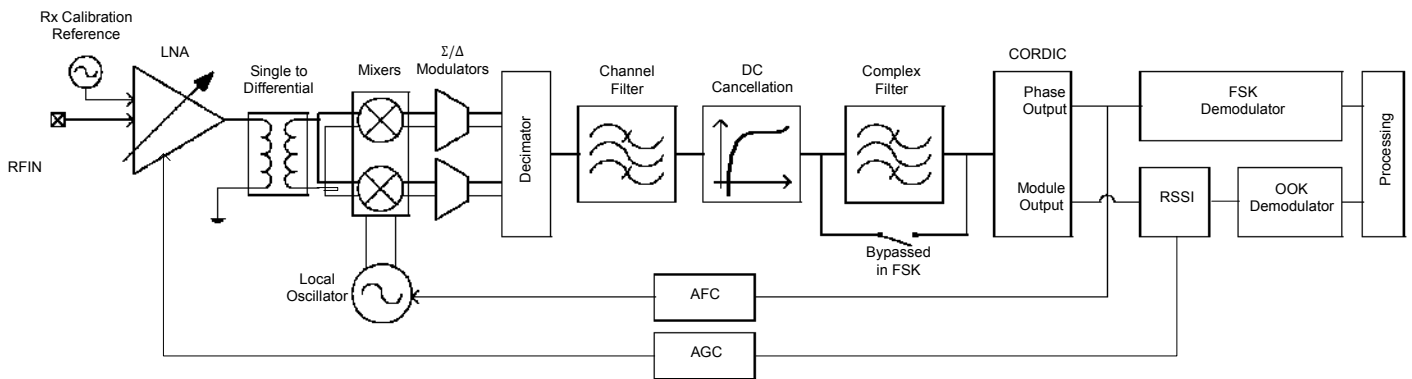 Rx Calibration
Reference
LNA
Single to
Differential
Mixers
Σ/Δ
Modulators
Decimator
Channel
Filter
DC
Cancellation
Complex
Filter
CORDIC
Phase
Output
FSK
Demodulator
Processing
RFIN
Module
Output
RSSI
OOK
Demodulator
Bypassed
in FSK
Local
Oscillator
AFC
AGC